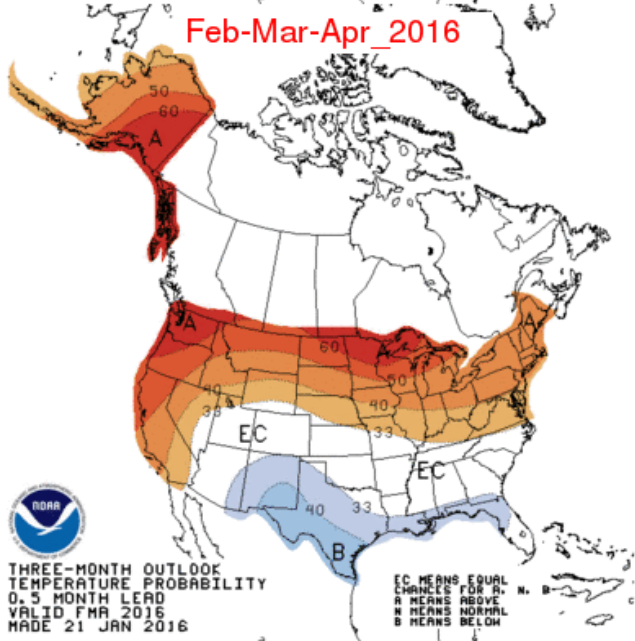 Feb-Mar-Apr_2016
50
60
A
A
A
60
A
50
40
40
33
33
EC
EC
40
33
B
NOAA
THREE-MONTH OUTLOOK
TEMPERATURE PROBABILITY
0.5 MONTH LEAD
VALID FMA 2016
MADE 21 JAN 2016
EC MEANS EQUAL
CHANCES FOR A, N, B
A MEANS ABOVE
N MEANS NORMAL
B MEANS BELOW